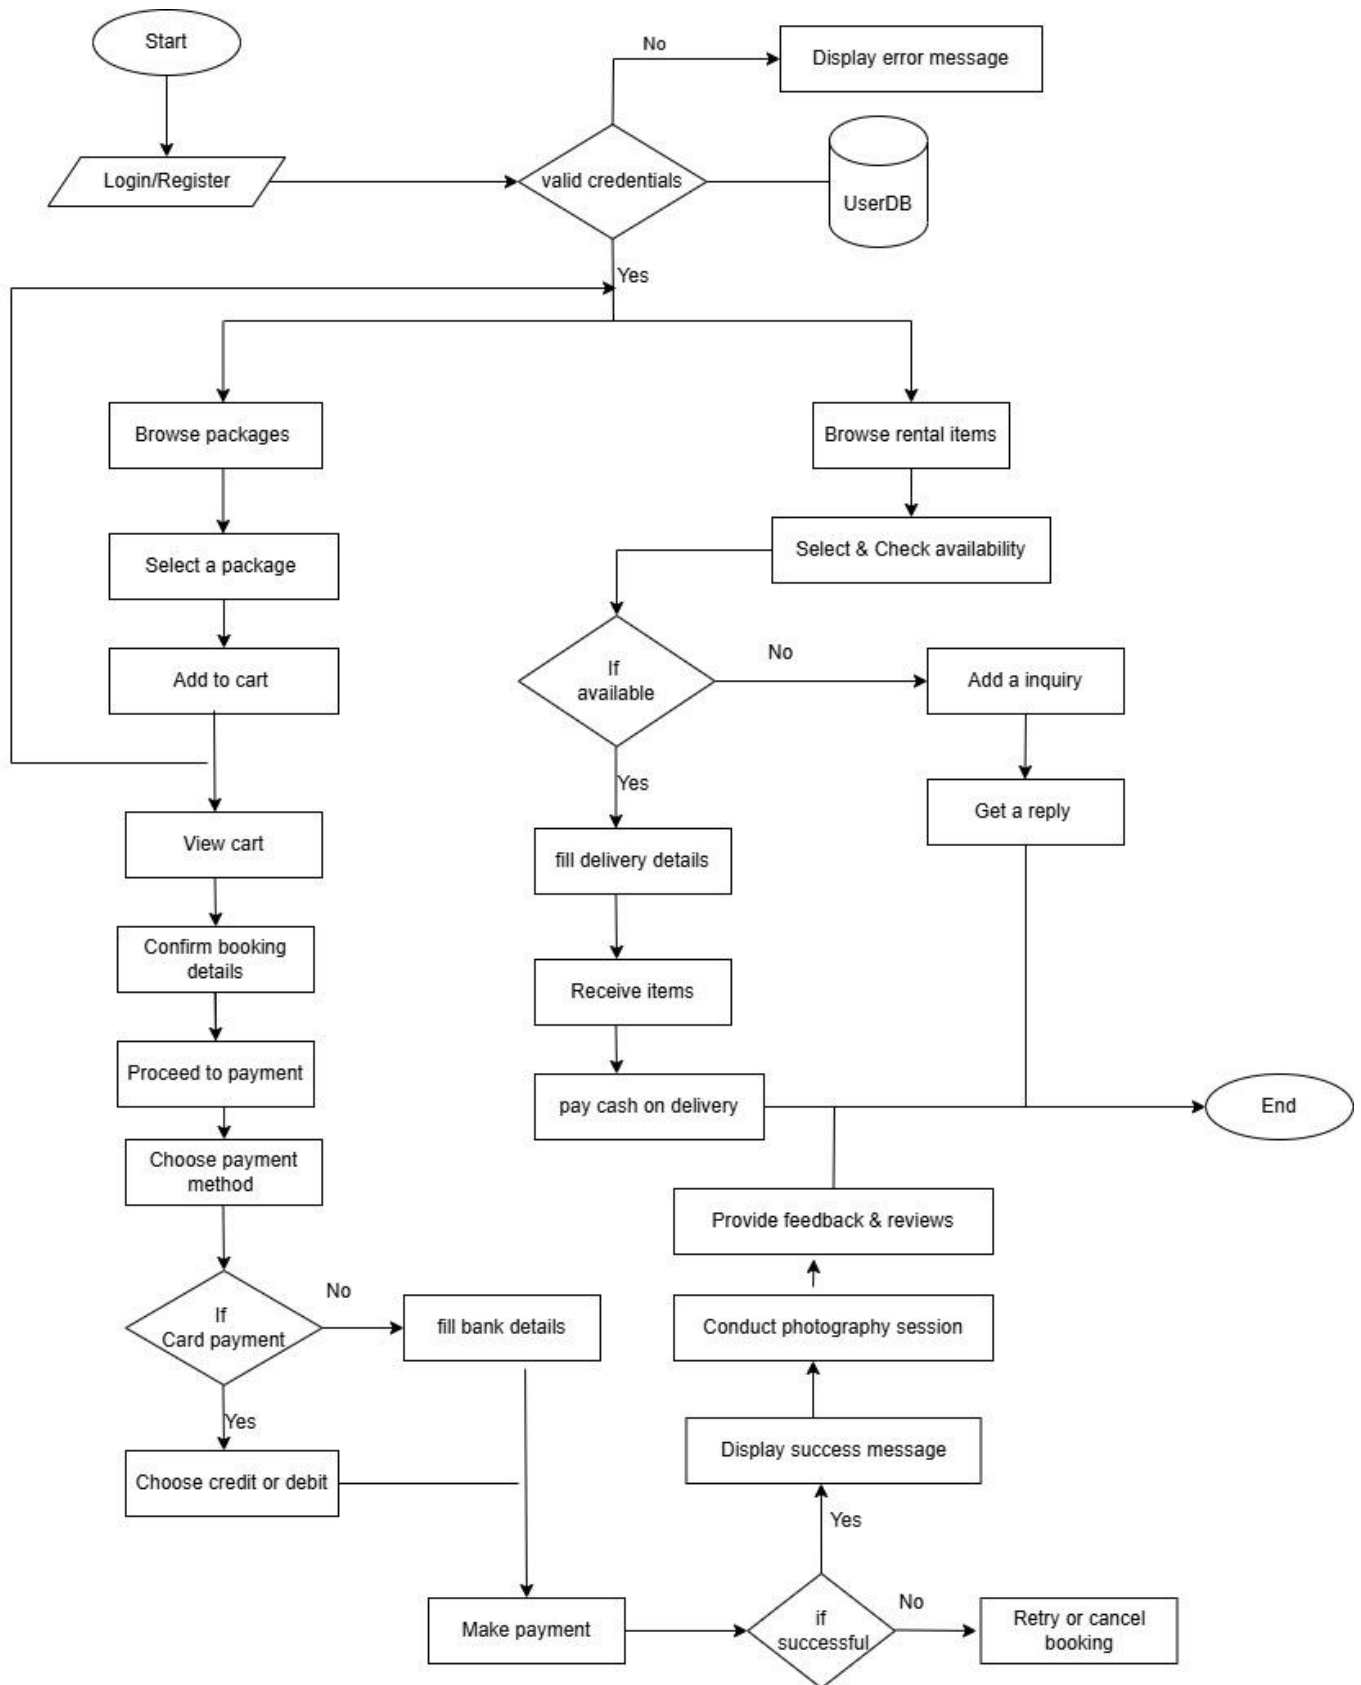 Start
No
Display error message
Login/Register
valid credentials
UserDB
Yes
Browse packages
Browse rental items
Select a package
Select & Check availability
Add to cart
If
available
No
Add a inquiry
Yes
Get a reply
View cart
fill delivery details
Confirm booking
details
Receive items
Proceed to payment
pay cash on delivery
End
Choose payment
method
Provide feedback & reviews
If
Card payment
No
fill bank details
Conduct photography session
Yes
Choose credit or debit
Display success message
Yes
Make payment
if
successful
No
Retry or cancel
booking